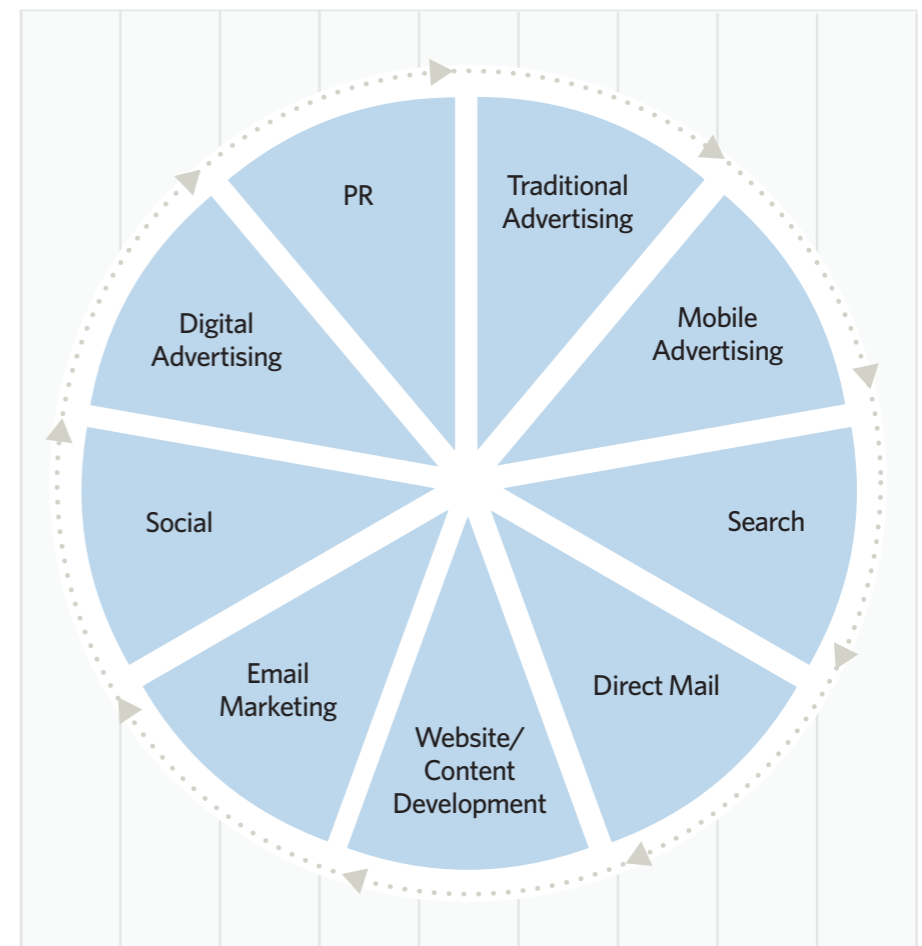 PR
Traditional
Advertising
Mobile
Advertising
Search
Direct Mail
Website/
Content
Development
Email
Marketing
Social
Digital
Advertising